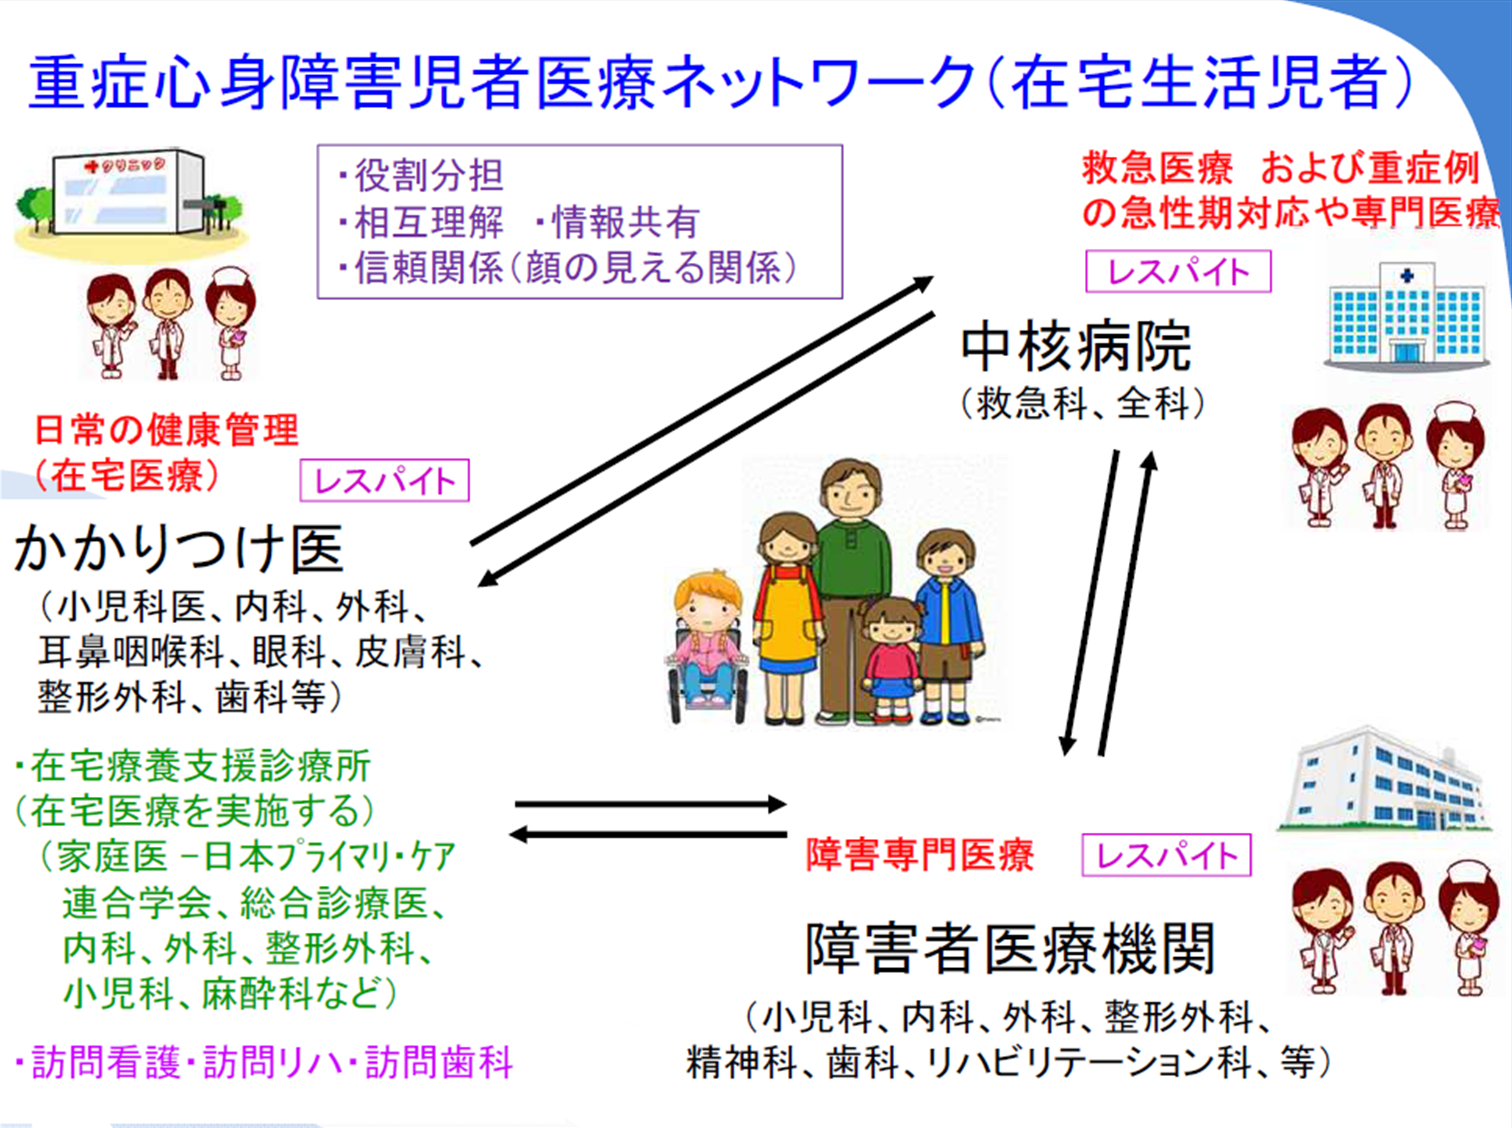 重症心身障害児者医療ネットワーク（在宅生活児者）
クリニック
・役割分担
・相互理解　・情報共有
・信頼関係（顔の見える関係）
救急医療　および重症例
の急性期対応や専門医療
レスパイト
中核病院
（救急科、全科）
日常の健康管理
（在宅医療）
レスパイト
かかりつけ医
（小児科医、内科、外科、
耳鼻咽喉科、眼科、皮膚科、
整形外科、歯科等）
・在宅療養支援診療所
（在宅医療を実施する）
（家庭医 −日本ﾌﾟﾗｲﾏﾘ･ｹｱ
連合学会、総合診療医、
内科、外科、整形外科、
小児科、麻酔科など）
・訪問看護・訪問リハ・訪問歯科
障害専門医療
レスパイト
障害者医療機関
（小児科、内科、外科、整形外科、
精神科、歯科、リハビリテーション科、等）